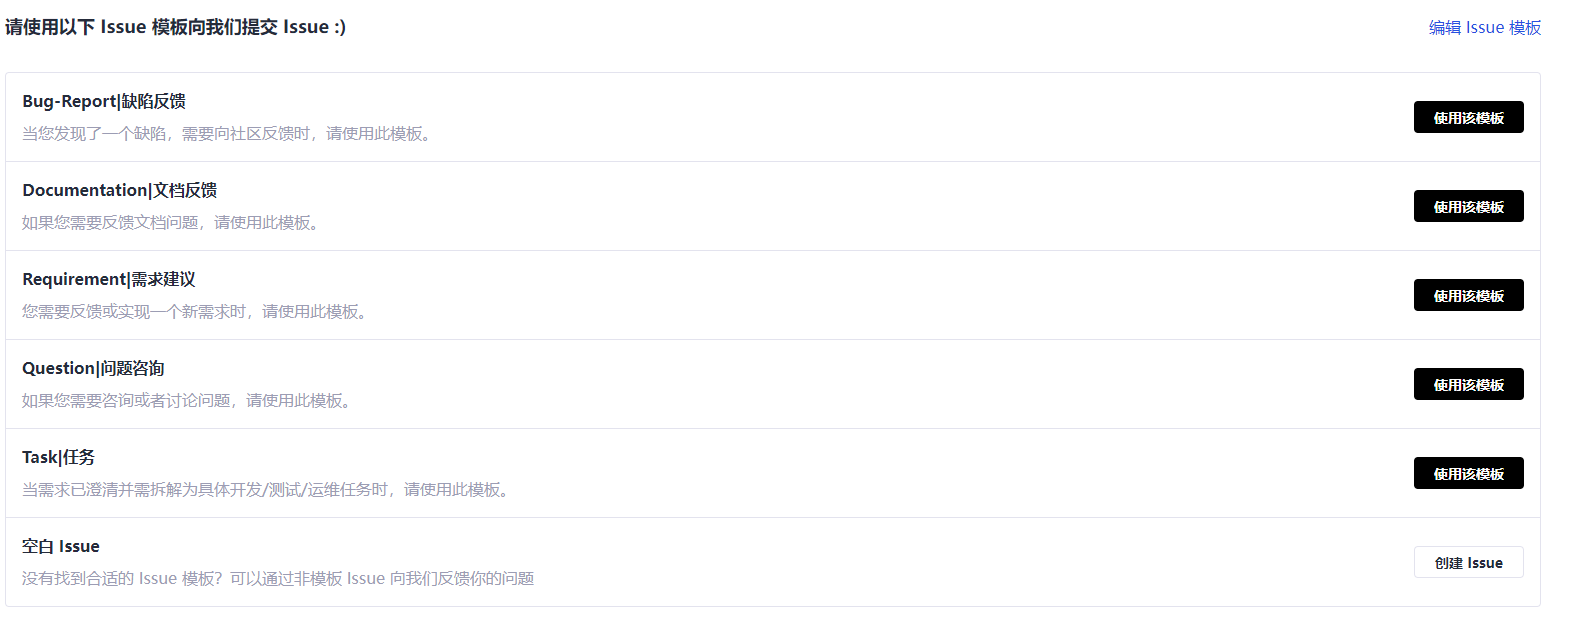 请使用以下 Issue 模板向我们提交 Issue :)
编辑 Issue 模板
Bug-Report|缺陷反馈
当您发现了一个缺陷，需要向社区反馈时，请使用此模板。
使用该模板
Documentation|文档反馈
如果您需要反馈文档问题，请使用此模板。
使用该模板
Requirement|需求建议
您需要反馈或实现一个新需求时，请使用此模板。
使用该模板
Question|问题咨询
如果您需要咨询或者讨论问题，请使用此模板。
使用该模板
Task|任务
当需求已澄清并需拆解为具体开发/测试/运维任务时，请使用此模板。
使用该模板
空白 Issue
没有找到合适的 Issue 模板？可以通过非模板 Issue 向我们反馈你的问题
创建 Issue